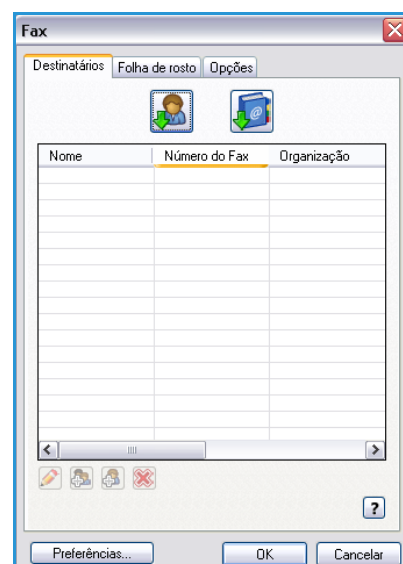 Fax
Destinatários Folha de rosto Opções
@
Nome Número do Fax Organização
?
Preferências... OK Cancelar